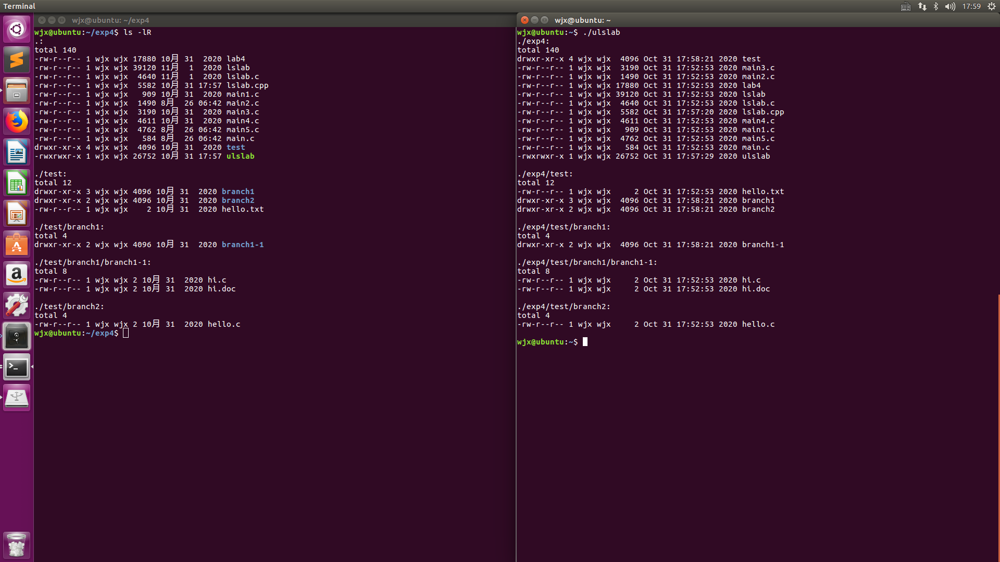 Terminal
17:59
wjx@ubuntu: ~/exp4
wjx@ubuntu:~/exp4$ ls -lR
.:
total 140
-rw-r--r-- 1 wjx wjx 17880 10月 31  2020 lab4
-rw-r--r-- 1 wjx wjx 39120 11月  1  2020 lslab
-rw-r--r-- 1 wjx wjx  4640 11月  1  2020 lslab.c
-rw-r--r-- 1 wjx wjx  5582 10月 31 17:57 lslab.cpp
-rw-r--r-- 1 wjx wjx   909 10月 31  2020 main1.c
-rw-r--r-- 1 wjx wjx  1490 8月  26 06:42 main2.c
-rw-r--r-- 1 wjx wjx  3190 10月 31  2020 main3.c
-rw-r--r-- 1 wjx wjx  4611 10月 31  2020 main4.c
-rw-r--r-- 1 wjx wjx  4762 8月  26 06:42 main5.c
-rw-r--r-- 1 wjx wjx   584 8月  26 06:42 main.c
drwxr-xr-x 4 wjx wjx  4096 10月 31  2020 test
-rwxrwxr-x 1 wjx wjx 26752 10月 31 17:57 ulslab
./test:
total 12
drwxr-xr-x 3 wjx wjx 4096 10月 31  2020 branch1
drwxr-xr-x 2 wjx wjx 4096 10月 31  2020 branch2
-rw-r--r-- 1 wjx wjx    2 10月 31  2020 hello.txt
./test/branch1:
total 4
drwxr-xr-x 2 wjx wjx 4096 10月 31  2020 branch1-1
./test/branch1/branch1-1:
total 8
-rw-r--r-- 1 wjx wjx 2 10月 31  2020 hi.c
-rw-r--r-- 1 wjx wjx 2 10月 31  2020 hi.doc
./test/branch2:
total 4
-rw-r--r-- 1 wjx wjx 2 10月 31  2020 hello.c
wjx@ubuntu:~/exp4$
wjx@ubuntu: ~
wjx@ubuntu:~$ ./ulslab
./exp4:
total 140
drwxr-xr-x 4 wjx wjx  4096 Oct 31 17:58:21 2020 test
-rw-r--r-- 1 wjx wjx  3190 Oct 31 17:52:53 2020 main3.c
-rw-r--r-- 1 wjx wjx  1490 Oct 31 17:52:53 2020 main2.c
-rw-r--r-- 1 wjx wjx 17880 Oct 31 17:52:53 2020 lab4
-rw-r--r-- 1 wjx wjx 39120 Oct 31 17:52:53 2020 lslab
-rw-r--r-- 1 wjx wjx  4640 Oct 31 17:52:53 2020 lslab.c
-rw-r--r-- 1 wjx wjx  5582 Oct 31 17:57:20 2020 lslab.cpp
-rw-r--r-- 1 wjx wjx  4611 Oct 31 17:52:53 2020 main4.c
-rw-r--r-- 1 wjx wjx   909 Oct 31 17:52:53 2020 main1.c
-rw-r--r-- 1 wjx wjx  4762 Oct 31 17:52:53 2020 main5.c
-rw-r--r-- 1 wjx wjx   584 Oct 31 17:52:53 2020 main.c
-rwxrwxr-x 1 wjx wjx 26752 Oct 31 17:57:29 2020 ulslab
./exp4/test:
total 12
-rw-r--r-- 1 wjx wjx     2 Oct 31 17:52:53 2020 hello.txt
drwxr-xr-x 3 wjx wjx  4096 Oct 31 17:58:21 2020 branch1
drwxr-xr-x 2 wjx wjx  4096 Oct 31 17:58:21 2020 branch2
./exp4/test/branch1:
total 4
drwxr-xr-x 2 wjx wjx  4096 Oct 31 17:58:21 2020 branch1-1
./exp4/test/branch1/branch1-1:
total 8
-rw-r--r-- 1 wjx wjx     2 Oct 31 17:52:53 2020 hi.c
-rw-r--r-- 1 wjx wjx     2 Oct 31 17:52:53 2020 hi.doc
./exp4/test/branch2:
total 4
-rw-r--r-- 1 wjx wjx     2 Oct 31 17:52:53 2020 hello.c
wjx@ubuntu:~$